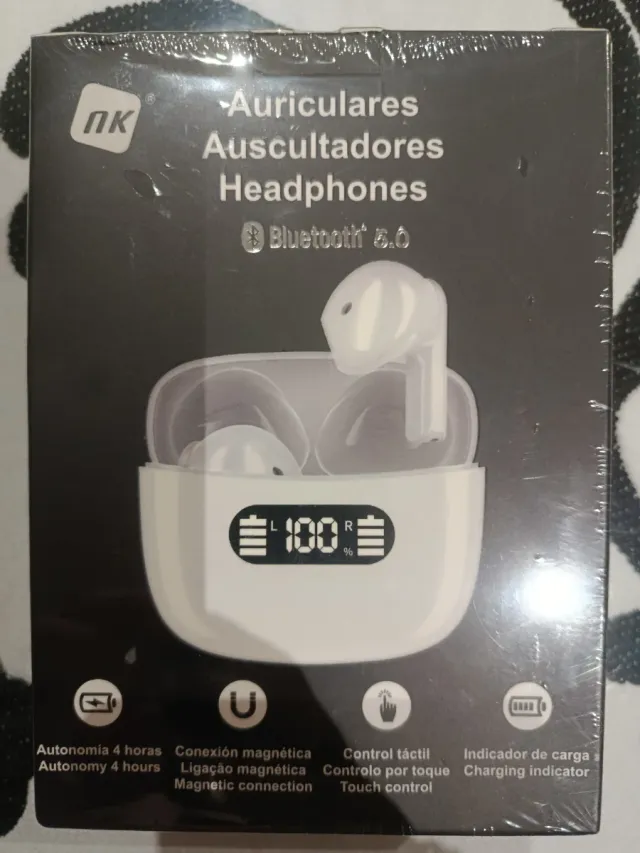 NK ®
Auriculares
Auscultadores
Headphones
Bluetooth® 5.0
L 100 % R
Autonomía 4 horas
Autonomy 4 hours
Conexión magnética
Ligação magnética
Magnetic connection
Control táctil
Controlo por toque
Touch control
Indicador de carga
Charging indicator